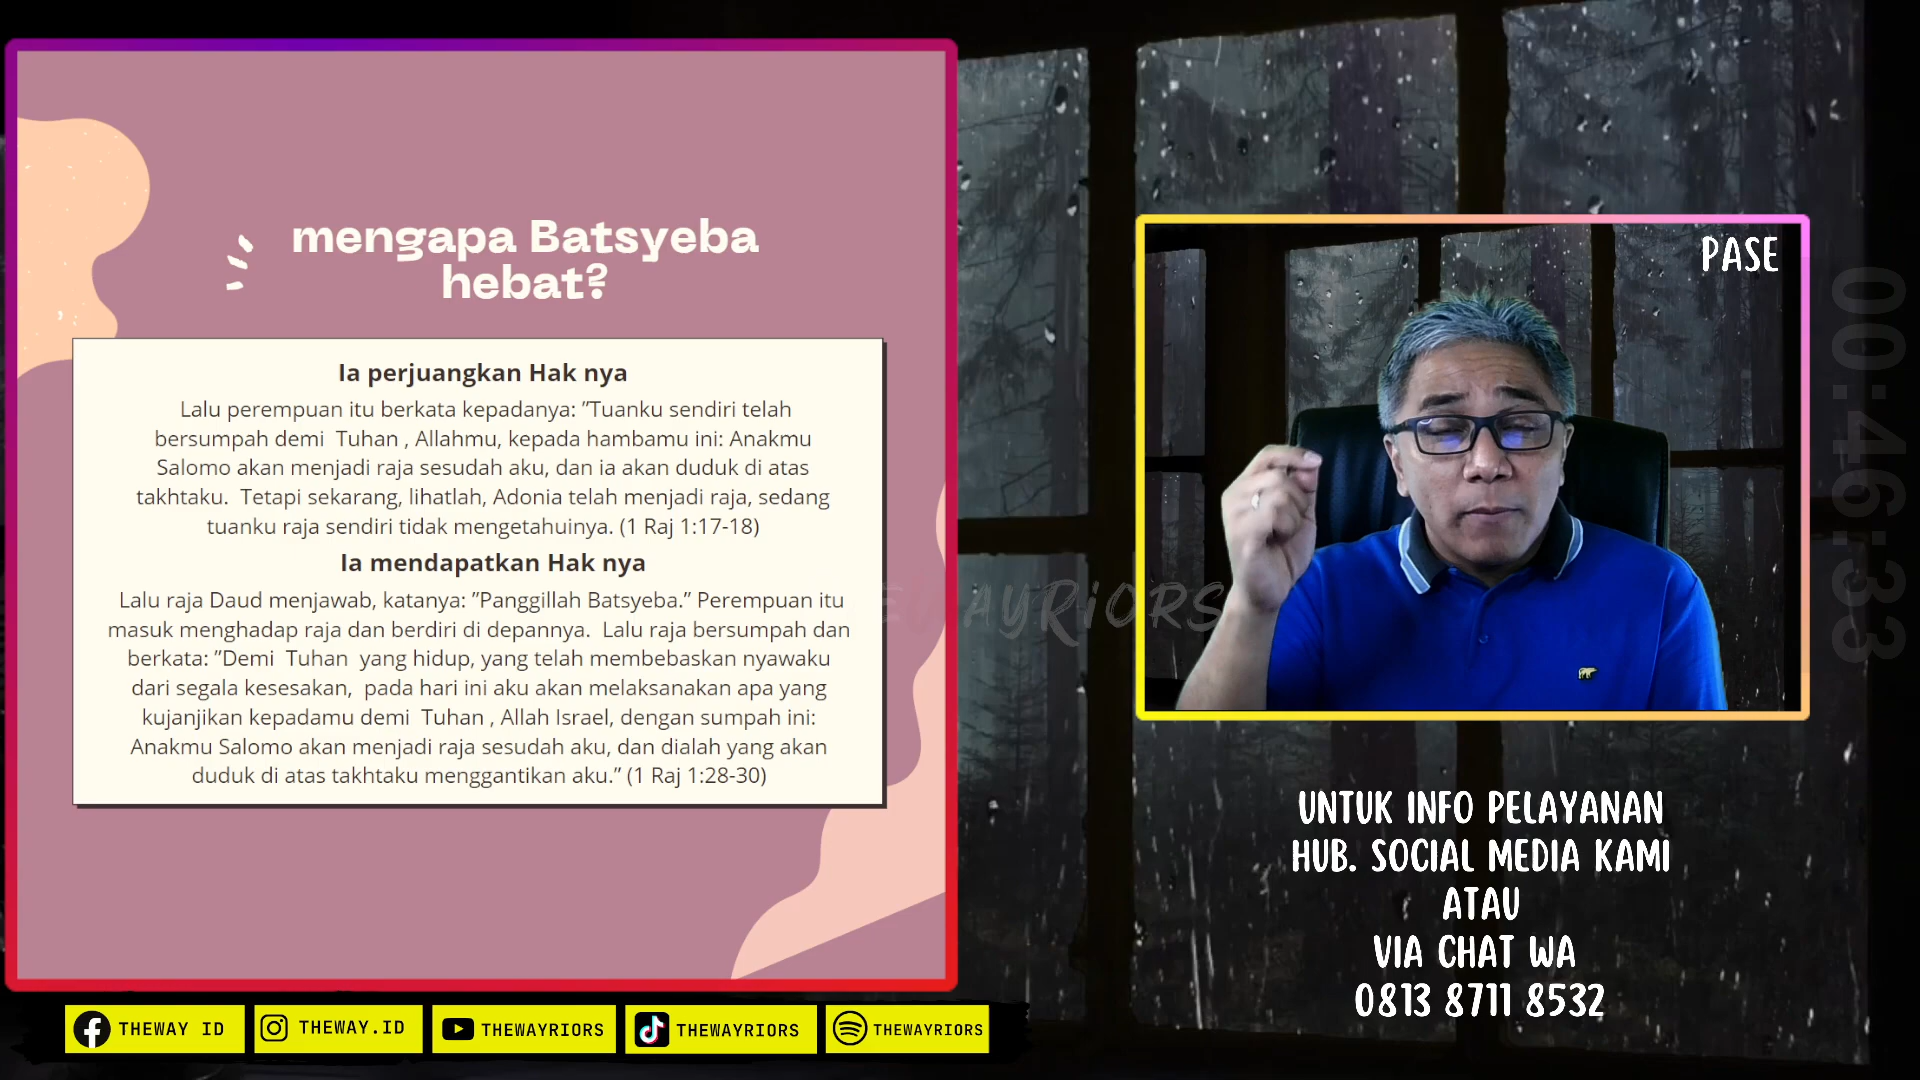 mengapa Batsyeba
hebat?
Ia perjuangkan Hak nya
Lalu perempuan itu berkata kepadanya: ”Tuanku sendiri telah
bersumpah demi Tuhan , Allahmu, kepada hambamu ini: Anakmu
Salomo akan menjadi raja sesudah aku, dan ia akan duduk di atas
takhtaku. Tetapi sekarang, lihatlah, Adonia telah menjadi raja, sedang
tuanku raja sendiri tidak mengetahuinya. (1 Raj 1:17-18)
Ia mendapatkan Hak nya
Lalu raja Daud menjawab, katanya: ”Panggillah Batsyeba.” Perempuan itu
masuk menghadap raja dan berdiri di depannya. Lalu raja bersumpah dan
berkata: ”Demi Tuhan yang hidup, yang telah membebaskan nyawaku
dari segala kesesakan, pada hari ini aku akan melaksanakan apa yang
kujanjikan kepadamu demi Tuhan , Allah Israel, dengan sumpah ini:
Anakmu Salomo akan menjadi raja sesudah aku, dan dialah yang akan
duduk di atas takhtaku menggantikan aku.” (1 Raj 1:28-30)
PASE
00:46:33
UNTUK INFO PELAYANAN
HUB. SOCIAL MEDIA KAMI
ATAU
VIA CHAT WA
0813 8711 8532
THEWAY ID
THEWAY.ID
THEWAYRIORS
THEWAYRIORS
THEWAYRIORS